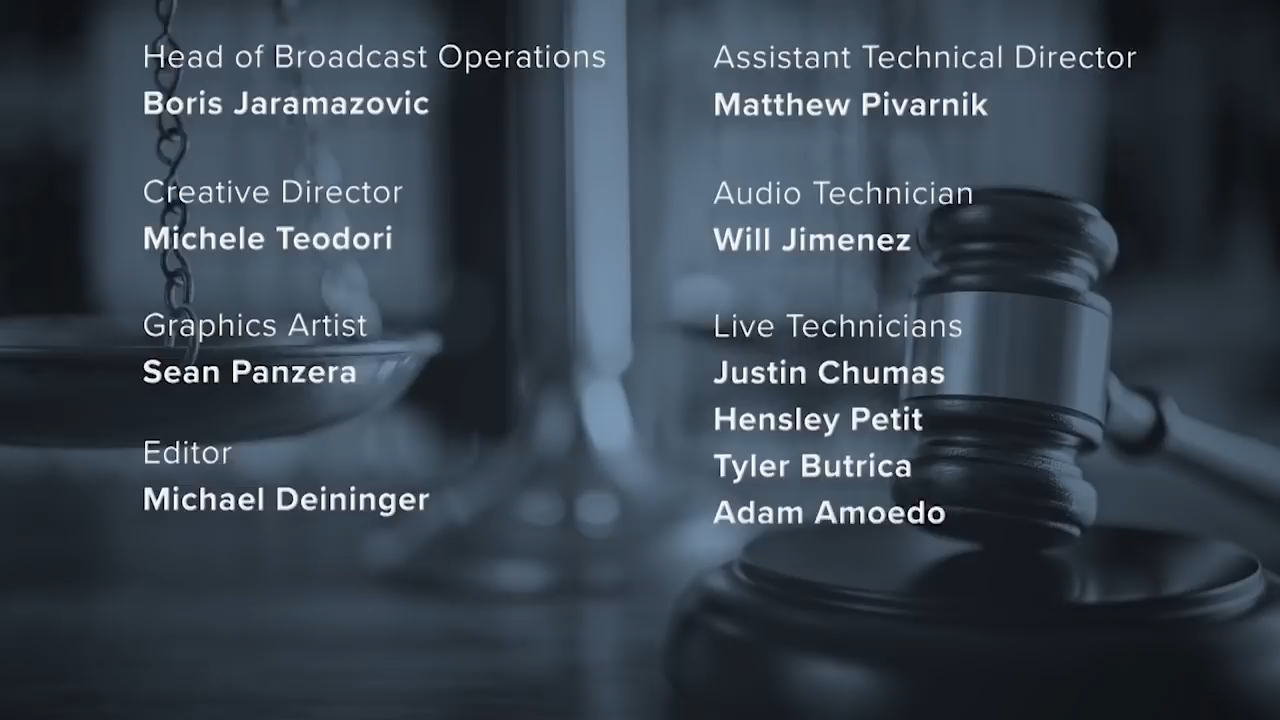 Head of Broadcast Operations
Boris Jaramazovic
Creative Director
Michele Teodori
Graphics Artist
Sean Panzera
Editor
Michael Deininger
Assistant Technical Director
Matthew Pivarnik
Audio Technician
Will Jimenez
Live Technicians
Justin Chumas
Hensley Petit
Tyler Butrica
Adam Amoedo